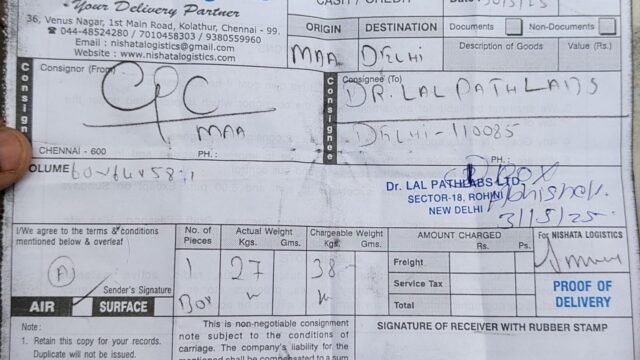 Your Delivery Partner
36, Venus Nagar, 1st Main Road, Kolathur, Chennai - 99.
☎ 044-48524280 / 7010458303 / 9380559960
Email : nishatalogistics@gmail.com
Website : www.nishatalogistics.com
CASH / CREDIT
ORIGIN DESTINATION
MAA DELHI
Documents Non-Documents
Description of Goods Value (Rs.)
Consignor
Consignor (From)
CPC
MAA
CHENNAI - 600 PH. :
Consignee
Consignee (To)
DR. LAL PATHLABS
DELHI - 110085
PH. :
OLUME 60x64x58:1
1 BOX
Dr. LAL PATHLABS LTD.
SECTOR-18, ROHINI
NEW DELHI
Abhishek
31/5/25
I/We agree to the terms & conditions
mentioned below & overleaf
A
Sender's Signature
AIR SURFACE
No. of Pieces
Actual Weight
Kgs. Gms.
Chargeable Weight
Kgs. Gms.
1 27 38
Box
AMOUNT CHARGED
Rs. Ps.
Freight
Service Tax
Total
For NISHATA LOGISTICS
PROOF OF
DELIVERY
Note :
1. Retain this copy for your records.
Duplicate will not be issued.
This is non-negotiable consignment
note subject to the conditions of
carriage. The company's liability for
the
SIGNATURE OF RECEIVER WITH RUBBER STAMP